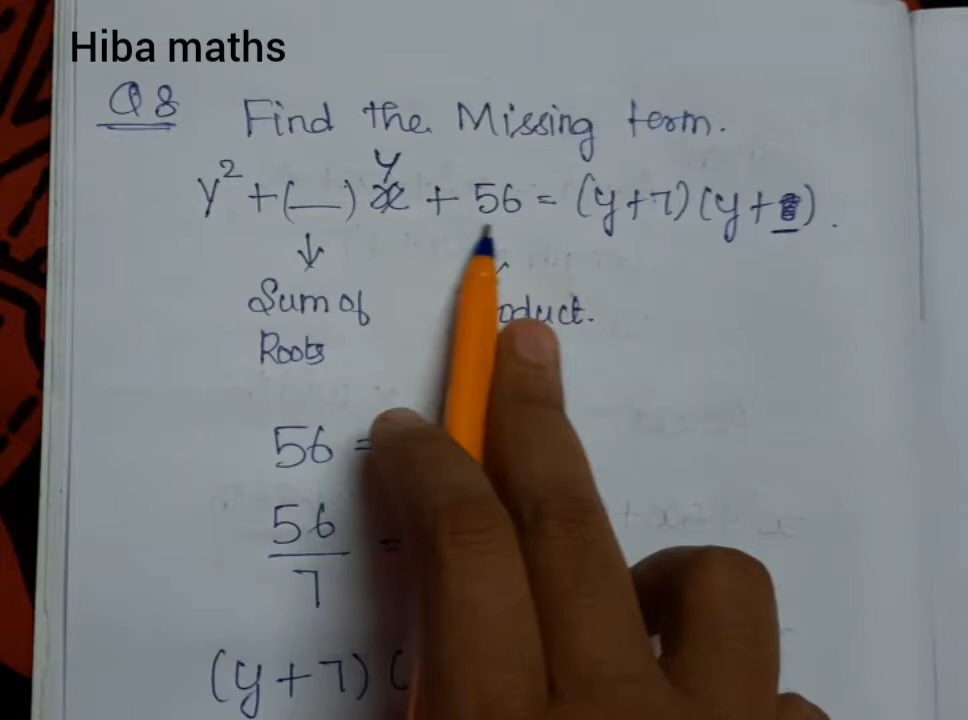 Hiba maths
Q8 Find the Missing term.
y
y² + (__) x + 56 = (y+7)(y+8).
↓
Sum of oduct.
Roots
56 =
56
7 =
(y+7) (